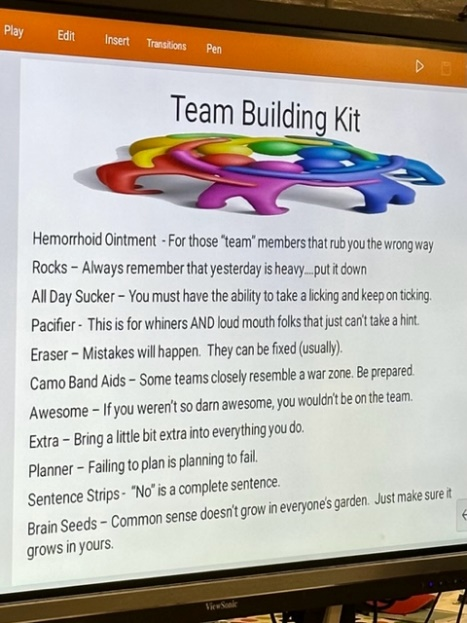 Play Edit Insert Transitions Pen
Team Building Kit
Hemorrhoid Ointment - For those "team" members that rub you the wrong way
Rocks – Always remember that yesterday is heavy....put it down
All Day Sucker – You must have the ability to take a licking and keep on ticking.
Pacifier - This is for whiners AND loud mouth folks that just can't take a hint.
Eraser – Mistakes will happen. They can be fixed (usually).
Camo Band Aids – Some teams closely resemble a war zone. Be prepared.
Awesome – If you weren't so darn awesome, you wouldn't be on the team.
Extra – Bring a little bit extra into everything you do.
Planner – Failing to plan is planning to fail.
Sentence Strips - "No" is a complete sentence.
Brain Seeds – Common sense doesn't grow in everyone's garden. Just make sure it
grows in yours.
ViewSonic